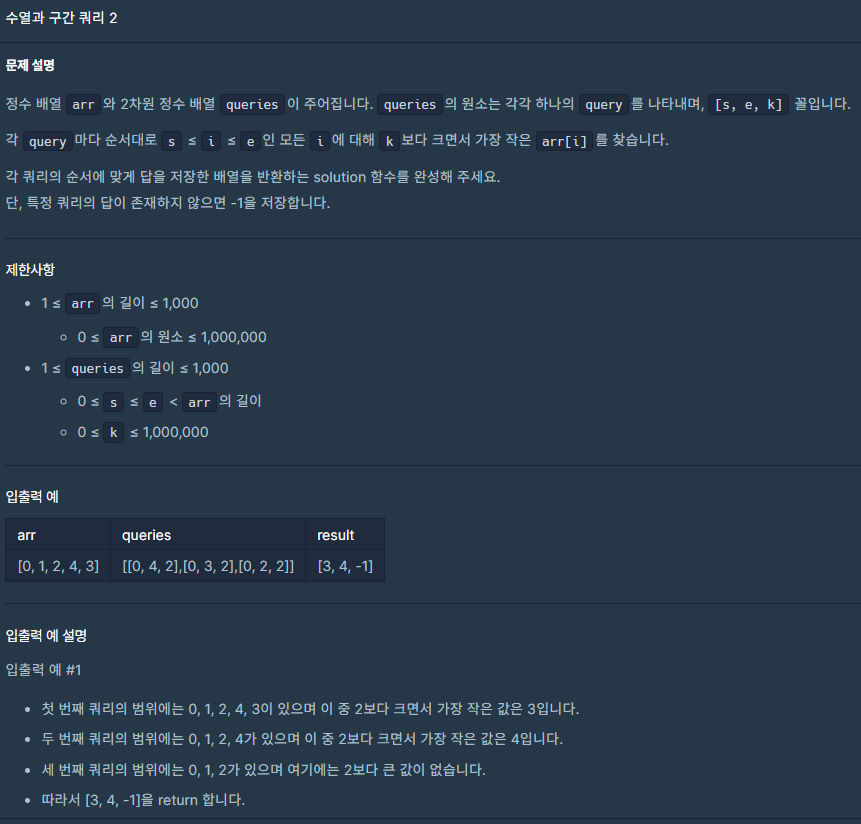 수열과 구간 쿼리 2
문제 설명
정수 배열 arr 와 2차원 정수 배열 queries 이 주어집니다. queries 의 원소는 각각 하나의 query 를 나타내며, [s, e, k] 꼴입니다.
각 query 마다 순서대로 s ≤ i ≤ e 인 모든 i 에 대해 k 보다 크면서 가장 작은 arr[i] 를 찾습니다.
각 쿼리의 순서에 맞게 답을 저장한 배열을 반환하는 solution 함수를 완성해 주세요.
단, 특정 쿼리의 답이 존재하지 않으면 -1을 저장합니다.
제한사항
• 1 ≤ arr 의 길이 ≤ 1,000
◦ 0 ≤ arr 의 원소 ≤ 1,000,000
• 1 ≤ queries 의 길이 ≤ 1,000
◦ 0 ≤ s ≤ e < arr 의 길이
◦ 0 ≤ k ≤ 1,000,000
입출력 예
arr queries result
[0, 1, 2, 4, 3] [[0, 4, 2],[0, 3, 2],[0, 2, 2]] [3, 4, -1]
입출력 예 설명
입출력 예 #1
• 첫 번째 쿼리의 범위에는 0, 1, 2, 4, 3이 있으며 이 중 2보다 크면서 가장 작은 값은 3입니다.
• 두 번째 쿼리의 범위에는 0, 1, 2, 4가 있으며 이 중 2보다 크면서 가장 작은 값은 4입니다.
• 세 번째 쿼리의 범위에는 0, 1, 2가 있으며 여기에는 2보다 큰 값이 없습니다.
• 따라서 [3, 4, -1]을 return 합니다.